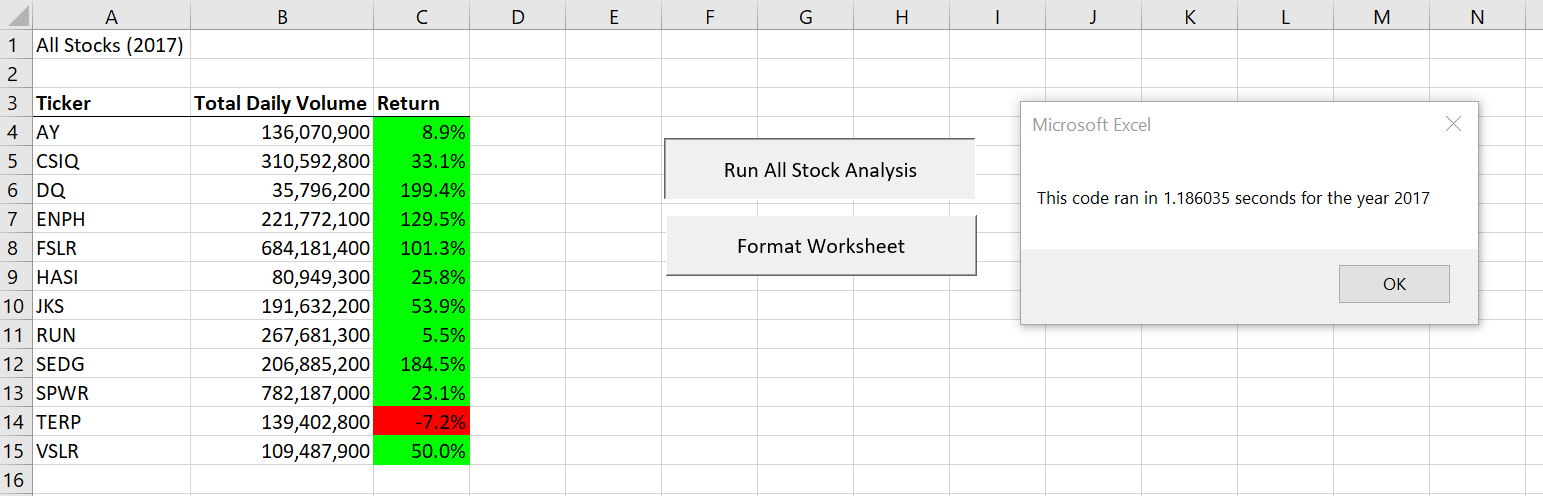 A B C D E F G H I J K L M N
1 All Stocks (2017)
2
3 Ticker Total Daily Volume Return
4 AY 136,070,900 8.9%
5 CSIQ 310,592,800 33.1%
6 DQ 35,796,200 199.4%
7 ENPH 221,772,100 129.5%
8 FSLR 684,181,400 101.3%
9 HASI 80,949,300 25.8%
10 JKS 191,632,200 53.9%
11 RUN 267,681,300 5.5%
12 SEDG 206,885,200 184.5%
13 SPWR 782,187,000 23.1%
14 TERP 139,402,800 -7.2%
15 VSLR 109,487,900 50.0%
16
Run All Stock Analysis
Format Worksheet
Microsoft Excel
This code ran in 1.186035 seconds for the year 2017
OK